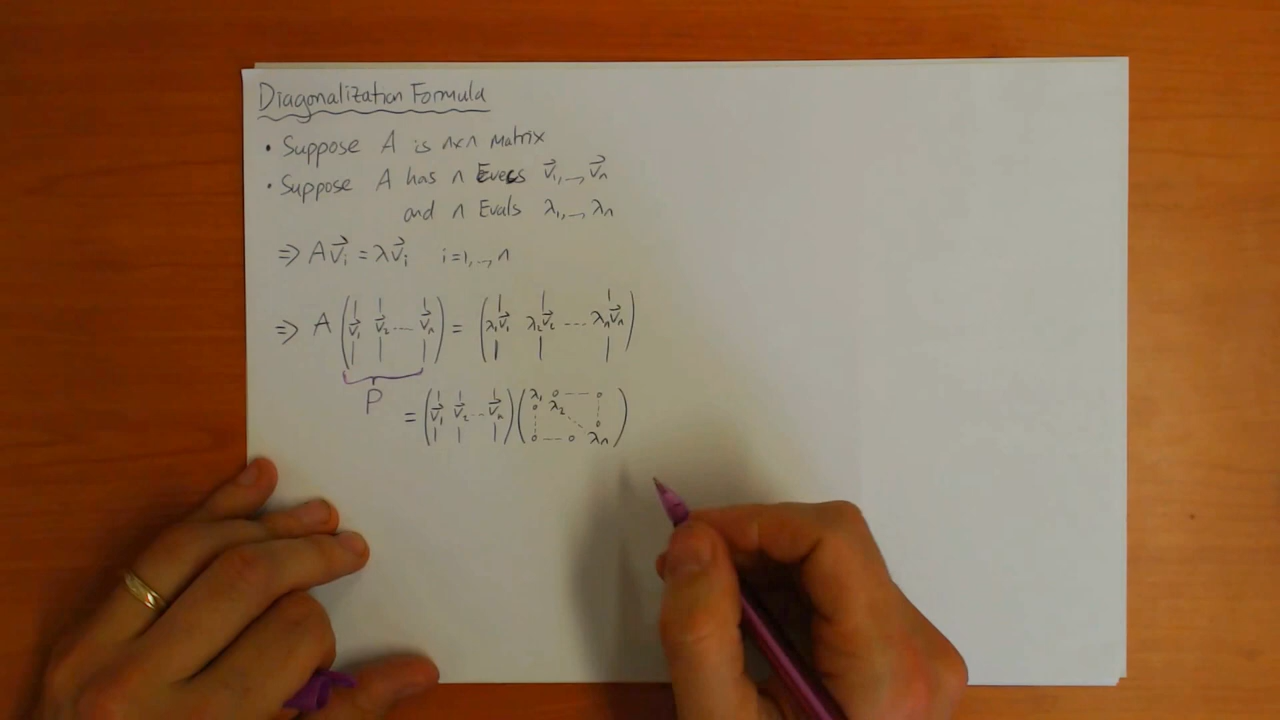 Diagonalization Formula
• Suppose A is n×n matrix
• Suppose A has n Evecs v⃗₁,...,v⃗ₙ
and n Evals λ₁,...,λₙ
⇒ Av⃗ᵢ = λv⃗ᵢ i=1,...,n
⇒ A (v⃗₁ v⃗₂ .... v⃗ₙ) = (λ₁v⃗₁ λ₂v⃗₂ ---- λₙv⃗ₙ)
P
= (v⃗₁ v⃗₂ ... v⃗ₙ) (λ₁ 0 --- 0
0 λ₂
0
0 --- 0 λₙ)